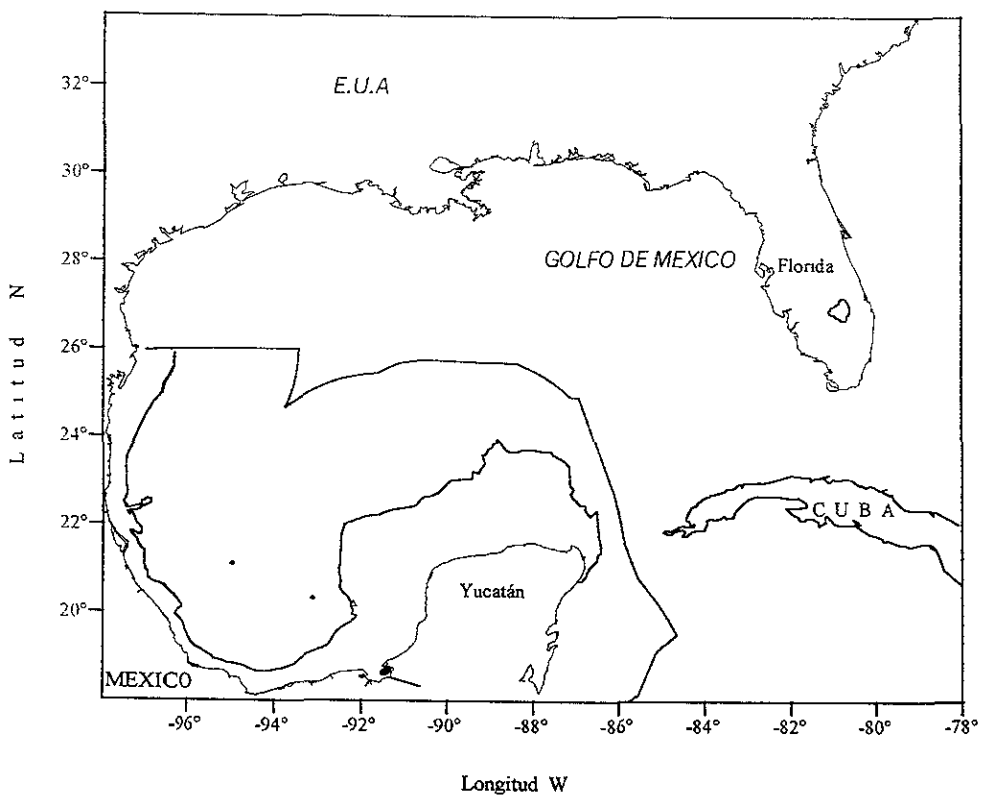 32°
E.U.A
30°
28°
GOLFO DE MEXICO
Florida
26°
24°
22°
CUBA
20°
Yucatán
MEXICO
-96°
-94°
-92°
-90°
-88°
-86°
-84°
-82°
-80°
-78°
Latitud N
Longitud W